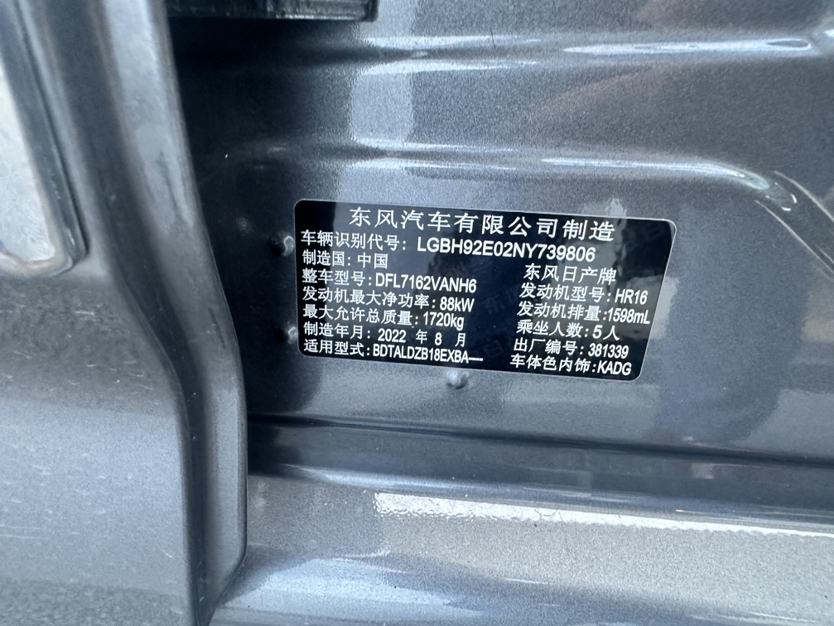 东风汽车有限公司制造
车辆识别代号: LGBH92E02NY739806
制造国: 中国 东风日产牌
整车型号: DFL7162VANH6 发动机型号: HR16
发动机最大净功率: 88kW 发动机排量: 1598mL
最大允许总质量: 1720kg 乘坐人数: 5人
制造年月: 2022 年 8 月 出厂编号: 381339
适用型式: BDTALDZB18EXBA— 车体色内饰: KADG